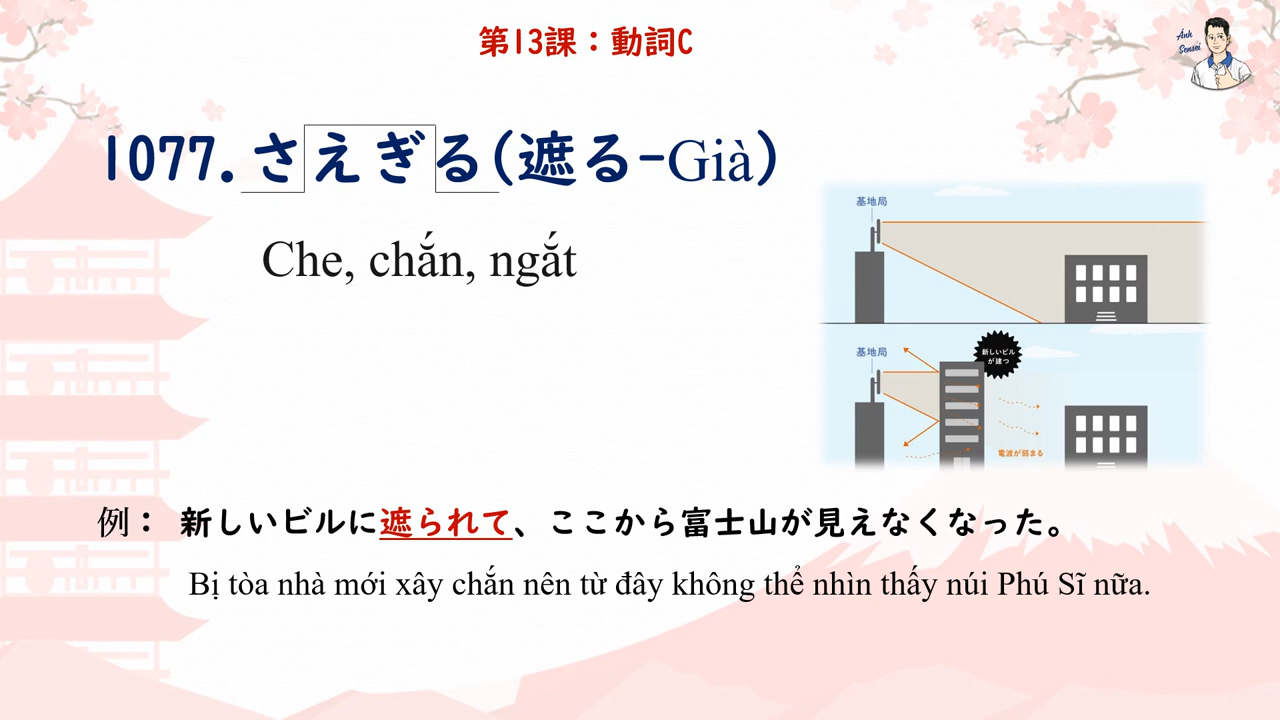 第13課：動詞C
Ánh
Sensei
1077.さえぎる(遮る-Già)
Che, chắn, ngắt
基地局
基地局
新しいビル
が建つ
電波が弱まる
例： 新しいビルに遮られて、ここから富士山が見えなくなった。
Bị tòa nhà mới xây chắn nên từ đây không thể nhìn thấy núi Phú Sĩ nữa.